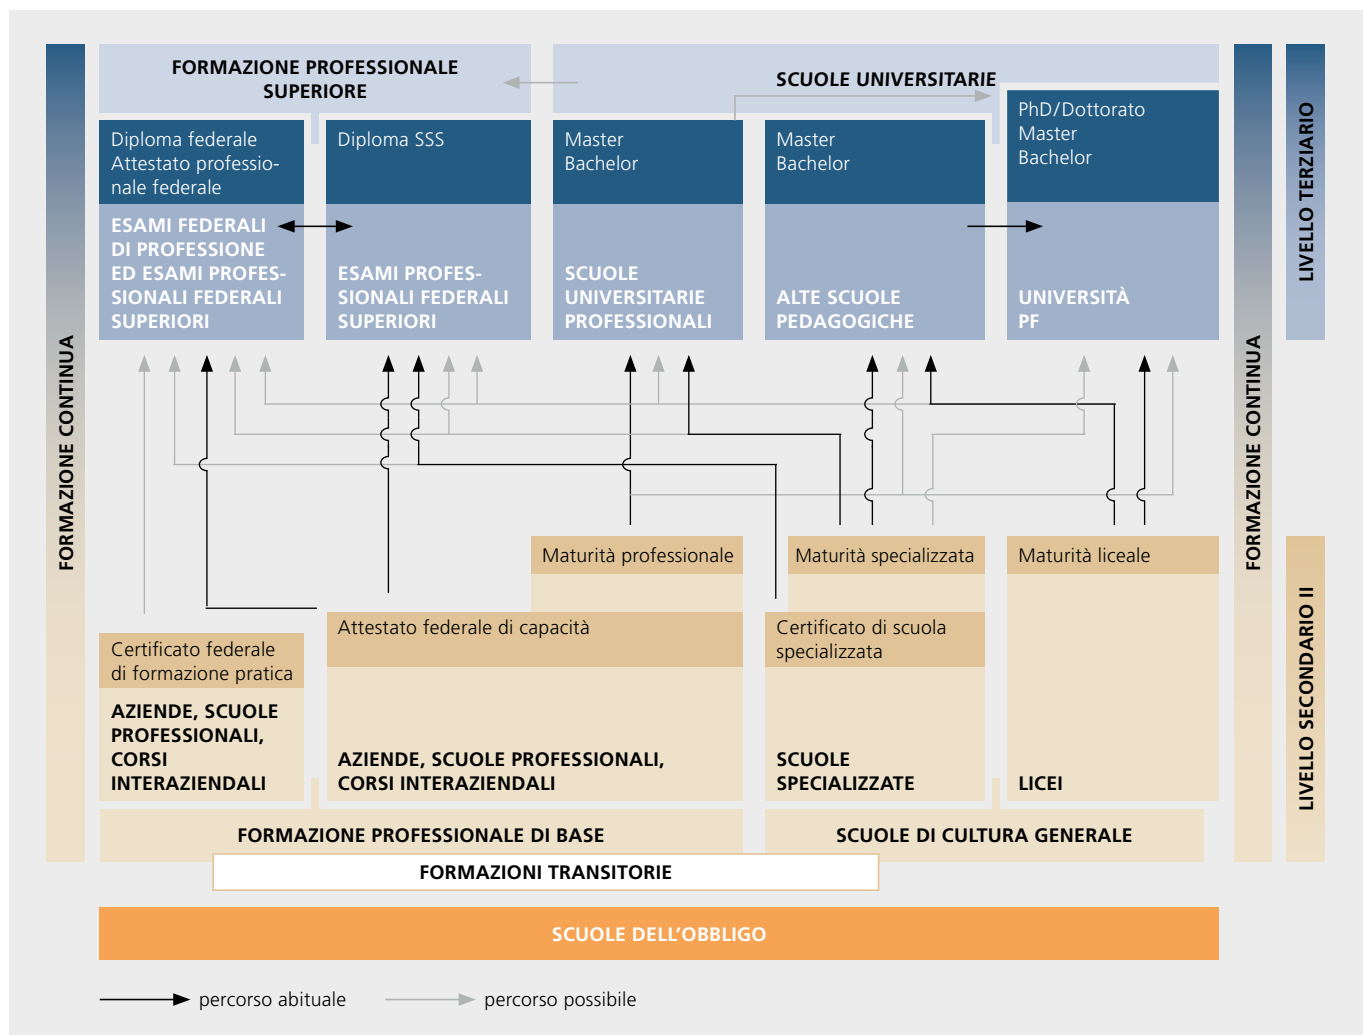 FORMAZIONE CONTINUA
FORMAZIONE PROFESSIONALE
SUPERIORE
SCUOLE UNIVERSITARIE
Diploma federale
Attestato professio-
nale federale
ESAMI FEDERALI
DI PROFESSIONE
ED ESAMI PROFES-
SIONALI FEDERALI
SUPERIORI
Diploma SSS
ESAMI PROFES-
SIONALI FEDERALI
SUPERIORI
Master
Bachelor
SCUOLE
UNIVERSITARIE
PROFESSIONALI
Master
Bachelor
ALTE SCUOLE
PEDAGOGICHE
PhD/Dottorato
Master
Bachelor
UNIVERSITÀ
PF
FORMAZIONE CONTINUA
LIVELLO TERZIARIO
Maturità professionale
Maturità specializzata
Maturità liceale
Certificato federale
di formazione pratica
AZIENDE, SCUOLE
PROFESSIONALI,
CORSI
INTERAZIENDALI
Attestato federale di capacità
AZIENDE, SCUOLE PROFESSIONALI,
CORSI INTERAZIENDALI
Certificato di scuola
specializzata
SCUOLE
SPECIALIZZATE
LICEI
LIVELLO SECONDARIO II
FORMAZIONE PROFESSIONALE DI BASE
SCUOLE DI CULTURA GENERALE
FORMAZIONI TRANSITORIE
SCUOLE DELL'OBBLIGO
percorso abituale
percorso possibile